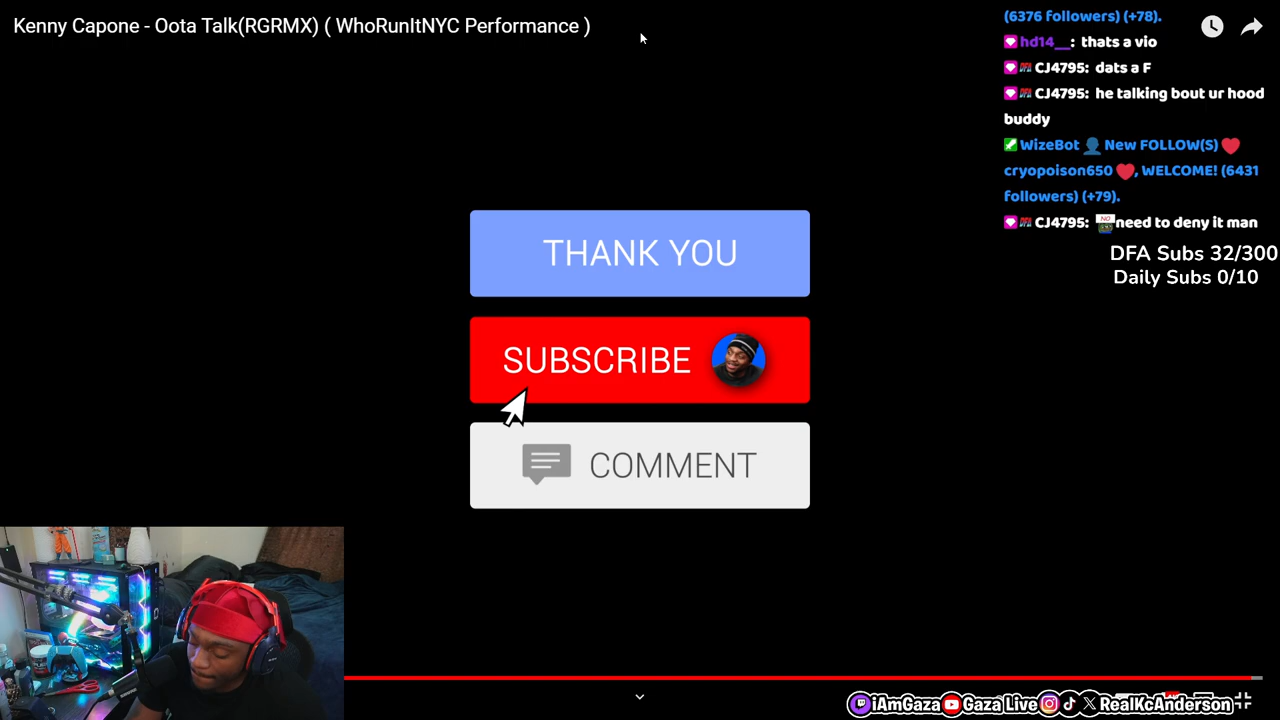 Kenny Capone - Oota Talk(RGRMX) ( WhoRunItNYC Performance )
(6376 followers) (+78).
hd14__: thats a vio
CJ4795: dats a F
CJ4795: he talking bout ur hood
buddy
WizeBot 👤 New FOLLOW(S) ❤
cryopoison650 ❤, WELCOME! (6431
followers) (+79).
CJ4795: need to deny it man
DFA Subs 32/300
Daily Subs 0/10
THANK YOU
SUBSCRIBE
COMMENT
iAmGaza Gaza Live RealKcAnderson